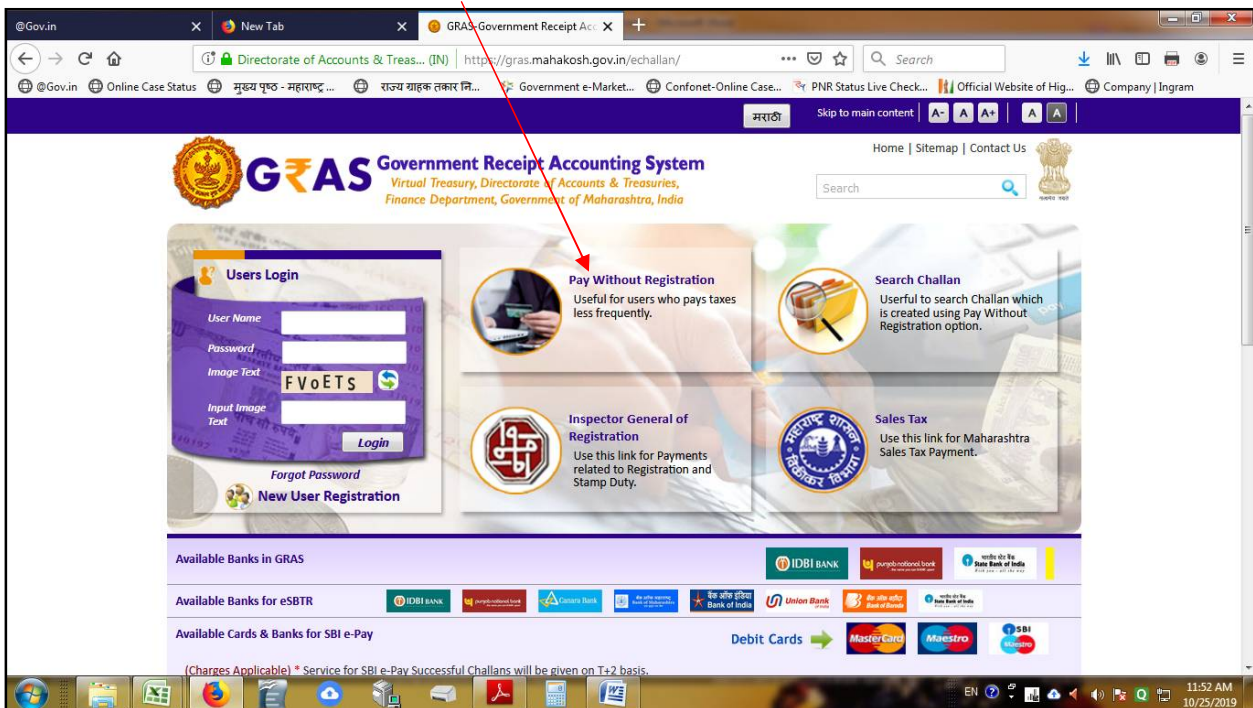 @Gov.in
New Tab
GRAS-Government Receipt Acc
Directorate of Accounts & Treas... (IN)
https://gras.mahakosh.gov.in/echallan/
Search
@Gov.in
Online Case Status
मुख्य पृष्ठ - महाराष्ट्र ...
राज्य ग्राहक तक्रार नि...
Government e-Market...
Confonet-Online Case...
PNR Status Live Check...
Official Website of Hig...
Company | Ingram
मराठी
Skip to main content
A- A A+
A A
GRAS
Government Receipt Accounting System
Virtual Treasury, Directorate of Accounts & Treasuries,
Finance Department, Government of Maharashtra, India
Home | Sitemap | Contact Us
Search
Users Login
User Name
Password
Image Text
FVoETS
Input Image
Text
Login
Forgot Password
New User Registration
Pay Without Registration
Useful for users who pays taxes
less frequently.
Search Challan
Userful to search Challan which
is created using Pay Without
Registration option.
Inspector General of
Registration
Use this link for Payments
related to Registration and
Stamp Duty.
Sales Tax
Use this link for Maharashtra
Sales Tax Payment.
Available Banks in GRAS
IDBI BANK
punjab national bank
State Bank of India
Available Banks for eSBTR
IDBI BANK
punjab national bank
Canara Bank
Bank of Maharashtra
बैंक ऑफ इंडिया
Bank of India
Union Bank
Bank of Baroda
State Bank of India
Available Cards & Banks for SBI e-Pay
Debit Cards
MasterCard
Maestro
SBI
Maestro
(Charges Applicable) * Service for SBI e-Pay Successful Challans will be given on T+2 basis.
EN
11:52 AM
10/25/2019